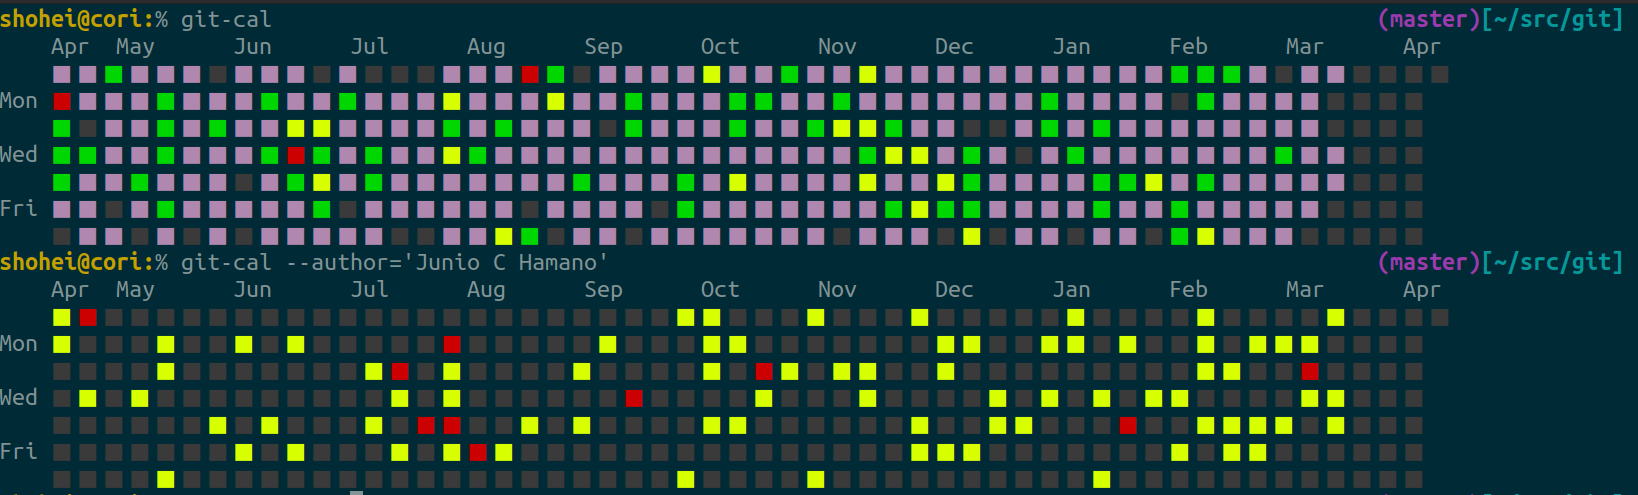 shohei@cori:% git-cal (master)[~/src/git]
Apr May Jun Jul Aug Sep Oct Nov Dec Jan Feb Mar Apr
Mon
Wed
Fri
shohei@cori:% git-cal --author='Junio C Hamano' (master)[~/src/git]
Apr May Jun Jul Aug Sep Oct Nov Dec Jan Feb Mar Apr
Mon
Wed
Fri